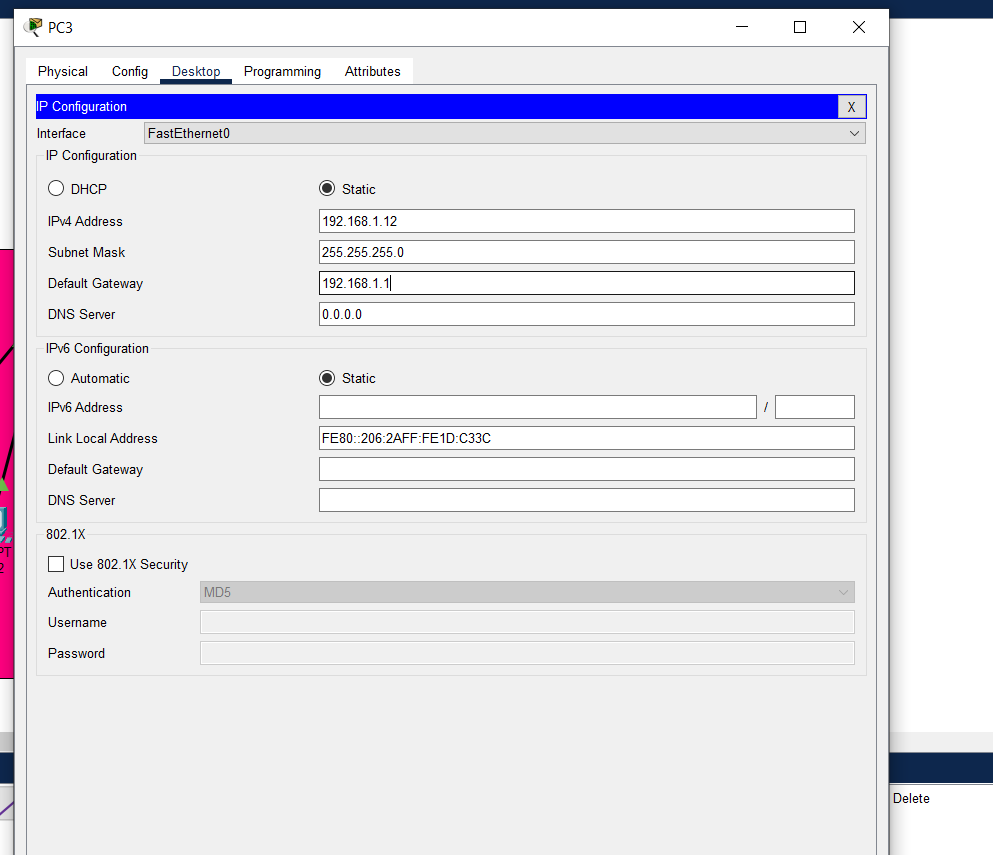 PC3
Physical Config Desktop Programming Attributes
IP Configuration X
Interface FastEthernet0
IP Configuration
DHCP Static
IPv4 Address 192.168.1.12
Subnet Mask 255.255.255.0
Default Gateway 192.168.1.1
DNS Server 0.0.0.0
IPv6 Configuration
Automatic Static
IPv6 Address /
Link Local Address FE80::206:2AFF:FE1D:C33C
Default Gateway
DNS Server
802.1X
PT
2
Use 802.1X Security
Authentication MD5
Username
Password
Delete